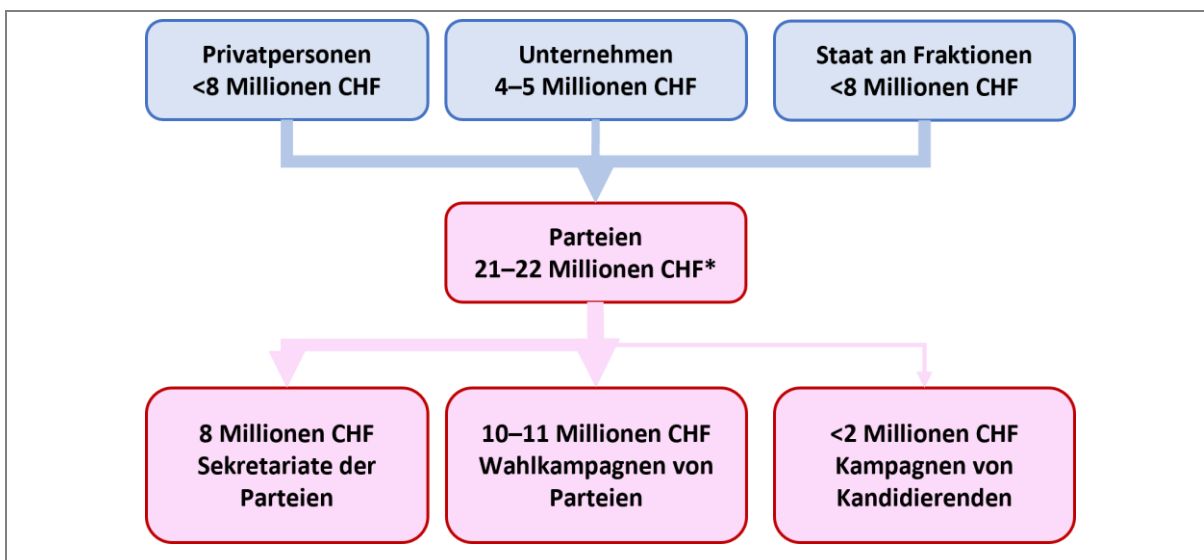 Privatpersonen
<8 Millionen CHF
Unternehmen
4–5 Millionen CHF
Staat an Fraktionen
<8 Millionen CHF
Parteien
21–22 Millionen CHF*
8 Millionen CHF
Sekretariate der
Parteien
10–11 Millionen CHF
Wahlkampagnen von
Parteien
<2 Millionen CHF
Kampagnen von
Kandidierenden